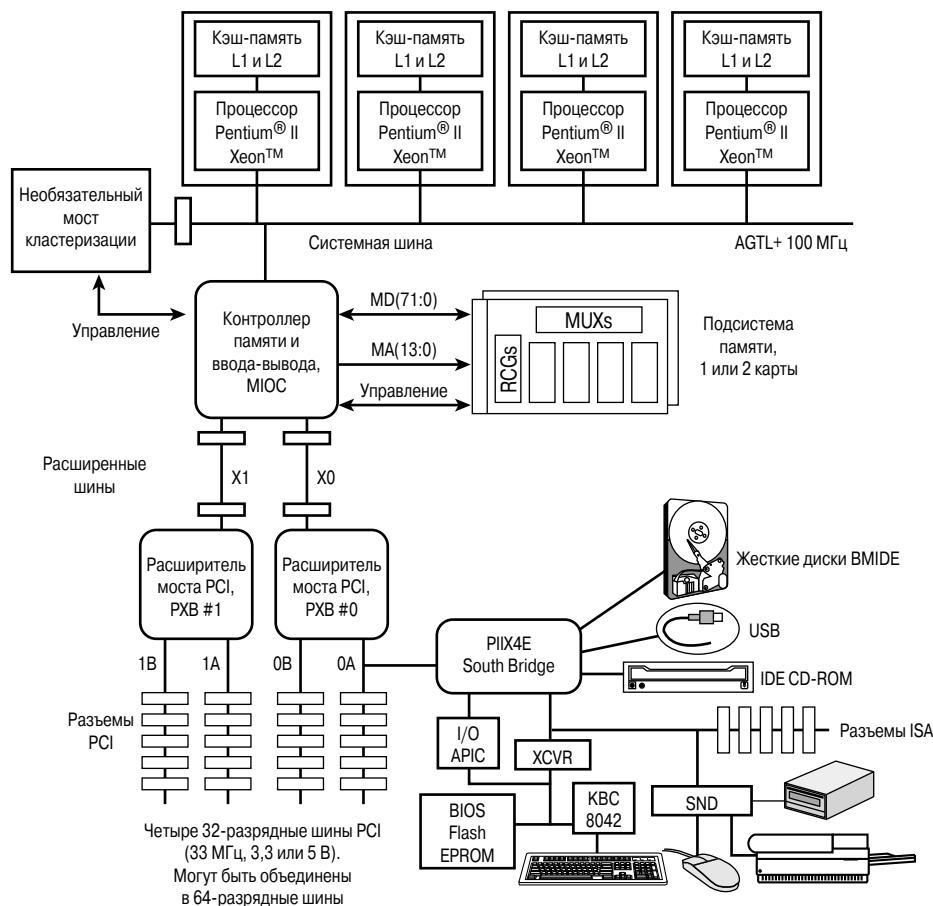 Кэш-память
L1 и L2
Процессор
Pentium® II
Xeon™
Кэш-память
L1 и L2
Процессор
Pentium® II
Xeon™
Кэш-память
L1 и L2
Процессор
Pentium® II
Xeon™
Кэш-память
L1 и L2
Процессор
Pentium® II
Xeon™
Необязательный
мост
кластеризации
Системная шина
AGTL+ 100 МГц
Управление
Контроллер
памяти и
ввода-вывода,
MIOC
MD(71:0)
MA(13:0)
Управление
MUXs
RCGs
Подсистема
памяти,
1 или 2 карты
Расширенные
шины
X1
X0
Расширитель
моста PCI,
PXB #1
Расширитель
моста PCI,
PXB #0
1B
1A
0B
0A
Разъемы
PCI
Четыре 32-разрядные шины PCI
(33 МГц, 3,3 или 5 В).
Могут быть объединены
в 64-разрядные шины
PIIX4E
South Bridge
Жесткие диски BMIDE
USB
IDE CD-ROM
I/O
APIC
XCVR
Разъемы ISA
BIOS
Flash
EPROM
KBC
8042
SND